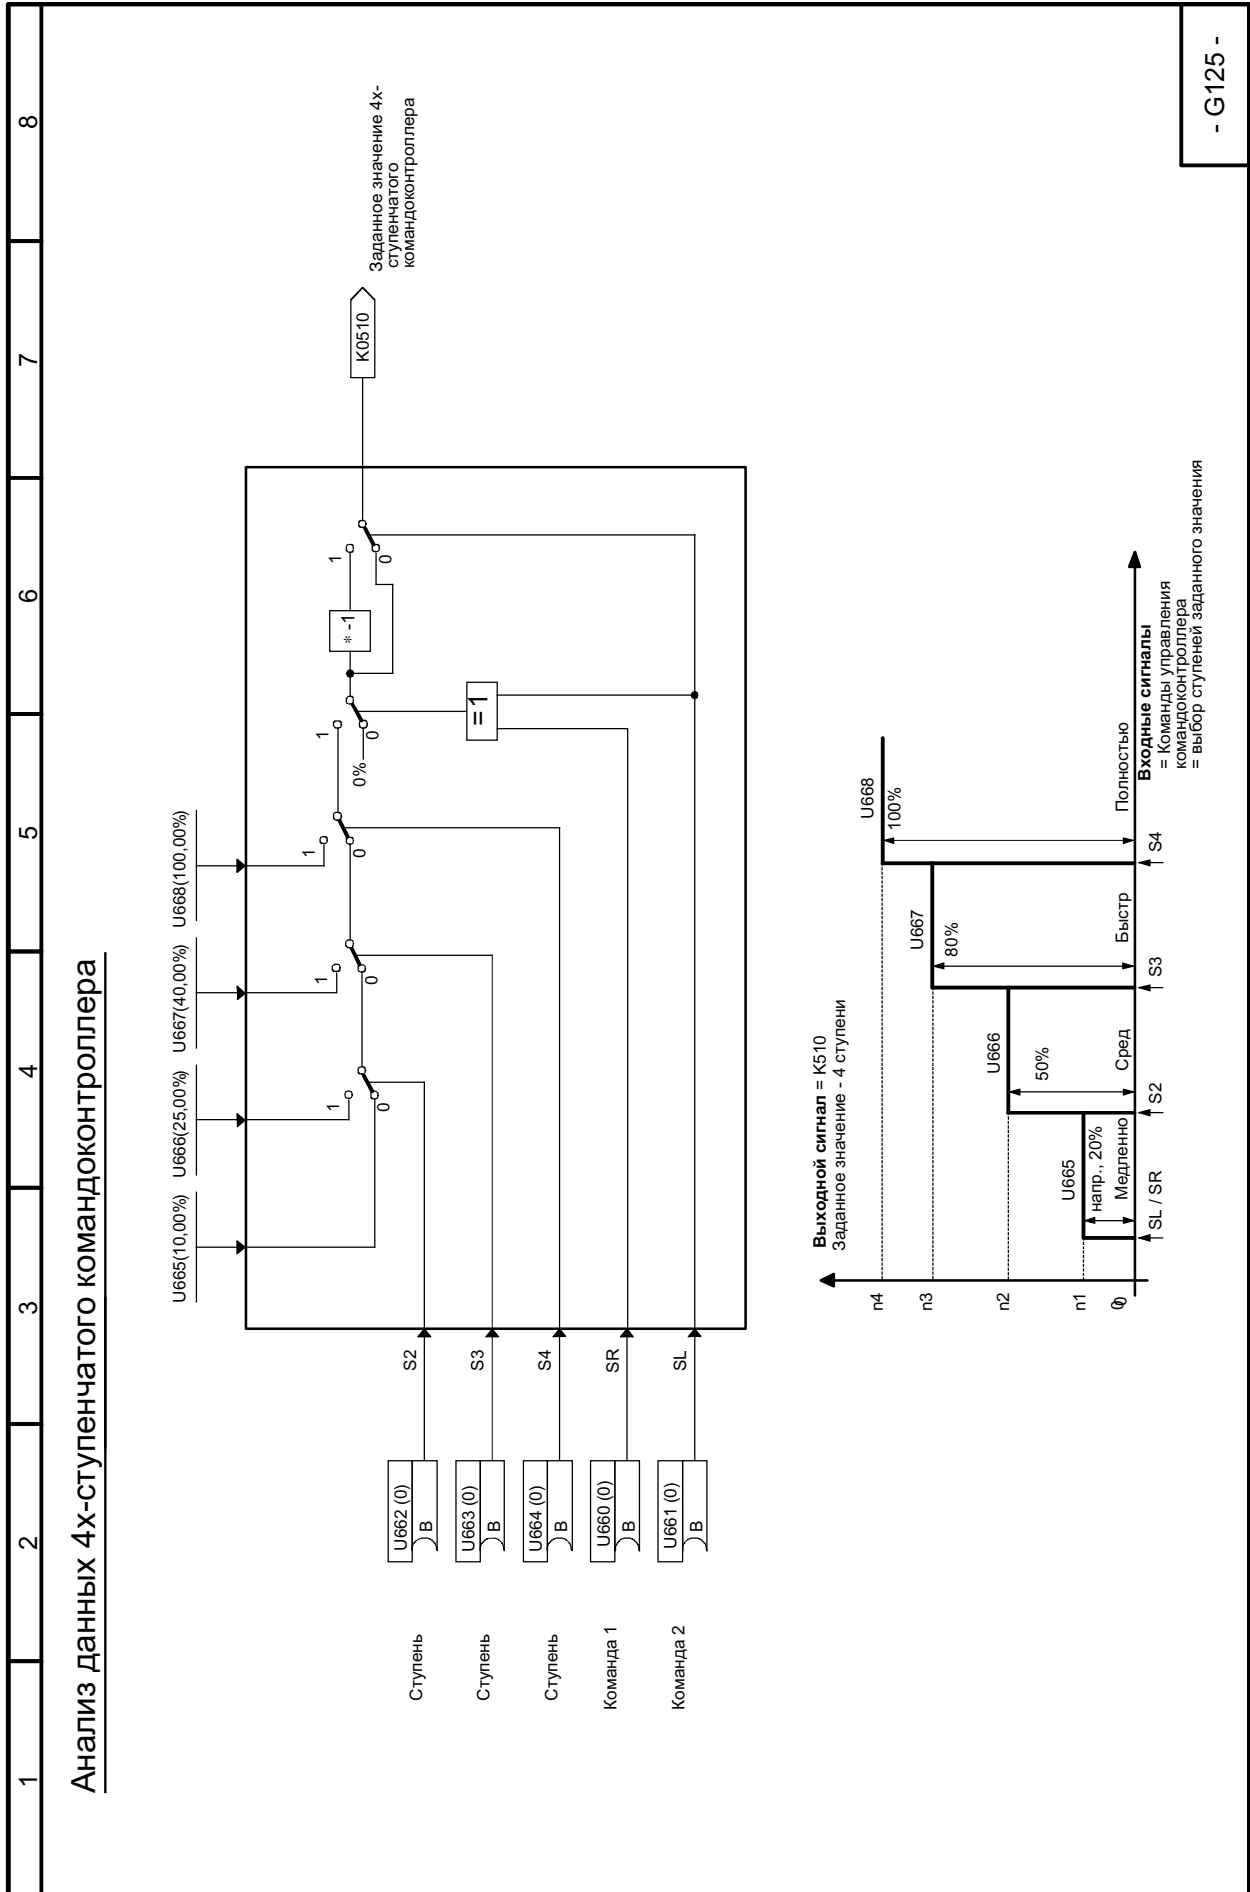 1 2 3 4 5 6 7 8
Анализ данных 4х-ступенчатого командоконтроллера
U665(10,00%)
U666(25,00%)
U667(40,00%)
U668(100,00%)
1
0
1
0
1
0
1
0
0%
* -1
1
0
K0510
Заданное значение 4х-
ступенчатого
командоконтроллера
=1
Ступень
U662 (0)
B
S2
Ступень
U663 (0)
B
S3
Ступень
U664 (0)
B
S4
Команда 1
U660 (0)
B
SR
Команда 2
U661 (0)
B
SL
Выходной сигнал = K510
Заданное значение - 4 ступени
n4
n3
n2
n1
0
0
U665
напр., 20%
Медленно
SL / SR
U666
50%
Сред
S2
U667
80%
Быстр
S3
U668
100%
Полностью
S4
Входные сигналы
= Команды управления
командоконтроллера
= выбор ступеней заданного значения
- G125 -